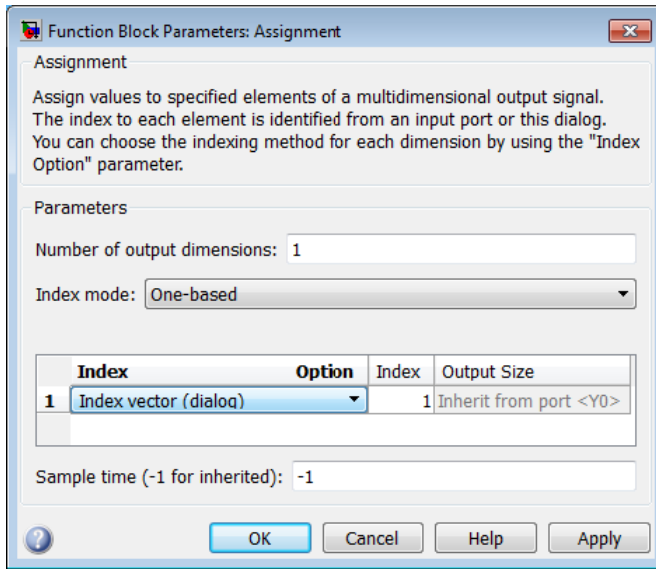 Function Block Parameters: Assignment
Assignment
Assign values to specified elements of a multidimensional output signal.
The index to each element is identified from an input port or this dialog.
You can choose the indexing method for each dimension by using the "Index
Option" parameter.
Parameters
Number of output dimensions: 1
Index mode: One-based
Index Option Index Output Size
1 Index vector (dialog) 1 Inherit from port <Y0>
Sample time (-1 for inherited): -1
? OK Cancel Help Apply